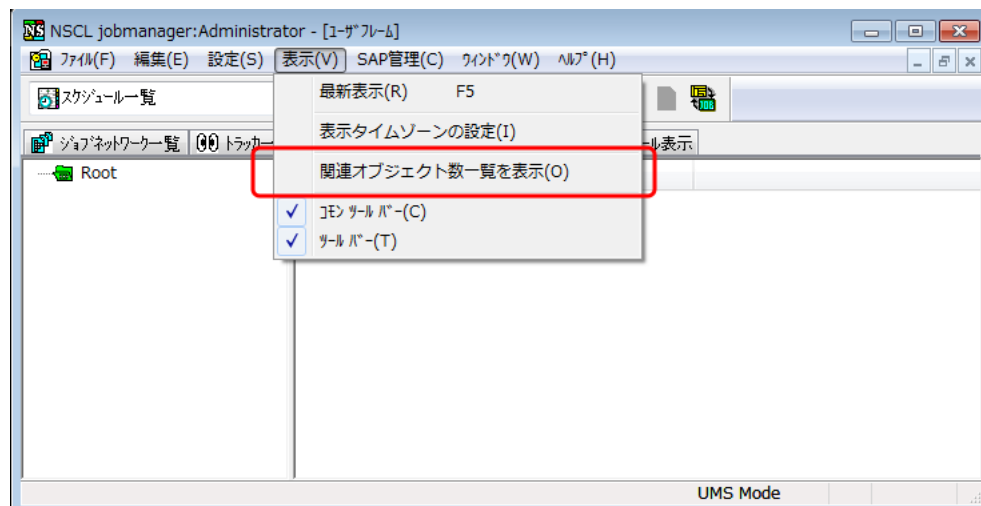 NSCL jobmanager:Administrator - [ﾕｰｻﾞﾌﾚｰﾑ]
ﾌｧｲﾙ(F) 編集(E) 設定(S) 表示(V) SAP管理(C) ｳｨﾝﾄﾞｳ(W) ﾍﾙﾌﾟ(H)
スケジュール一覧
最新表示(R) F5
表示タイムゾーンの設定(I)
ジョブネットワーク一覧 トラッカー ール表示
Root
関連オブジェクト数一覧を表示(O)
ｺﾓﾝ ﾂｰﾙ ﾊﾞｰ(C)
ﾂｰﾙ ﾊﾞｰ(T)
UMS Mode